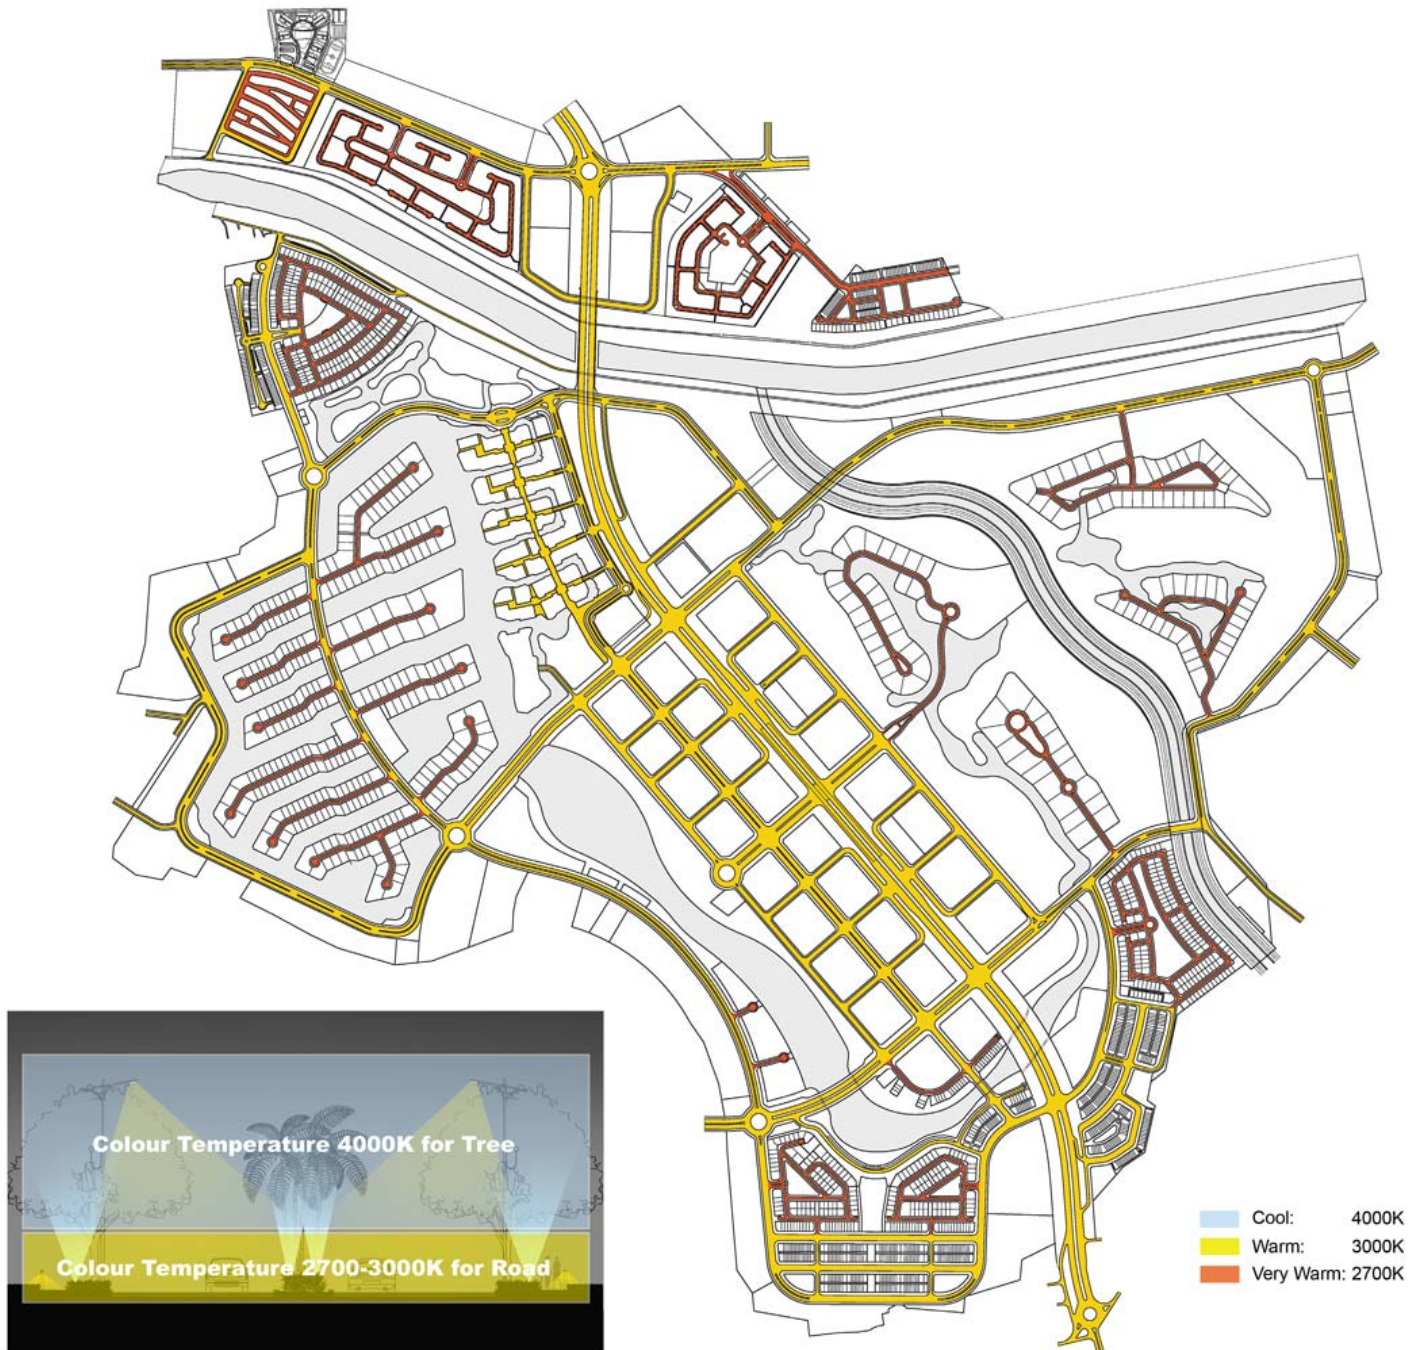 Colour Temperature 4000K for Tree
Colour Temperature 2700-3000K for Road
Cool: 4000K
Warm: 3000K
Very Warm: 2700K